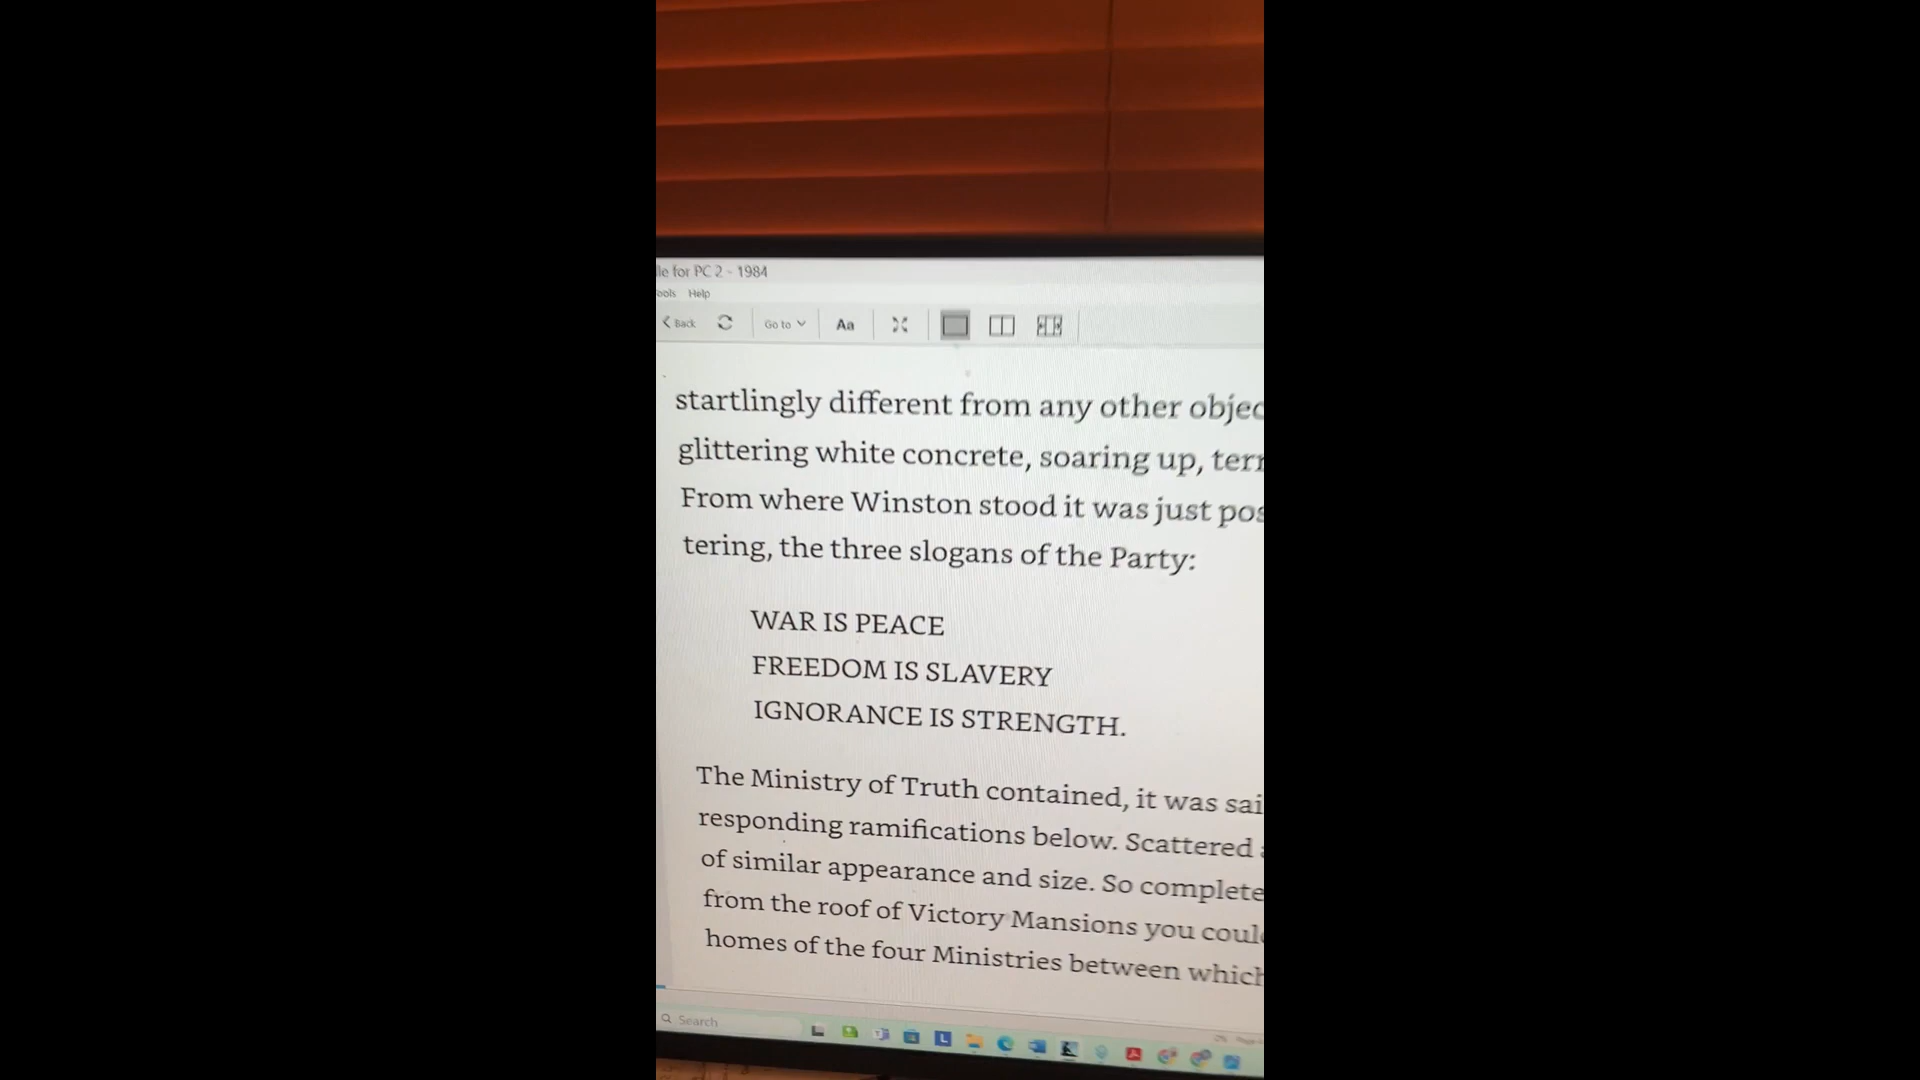 le for PC 2 - 1984
ools Help
Back Go to Aa
startlingly different from any other objec
glittering white concrete, soaring up, terr
From where Winston stood it was just pos
tering, the three slogans of the Party:
WAR IS PEACE
FREEDOM IS SLAVERY
IGNORANCE IS STRENGTH.
The Ministry of Truth contained, it was sai
responding ramifications below. Scattered
of similar appearance and size. So complete
from the roof of Victory Mansions you coul
homes of the four Ministries between which
Search